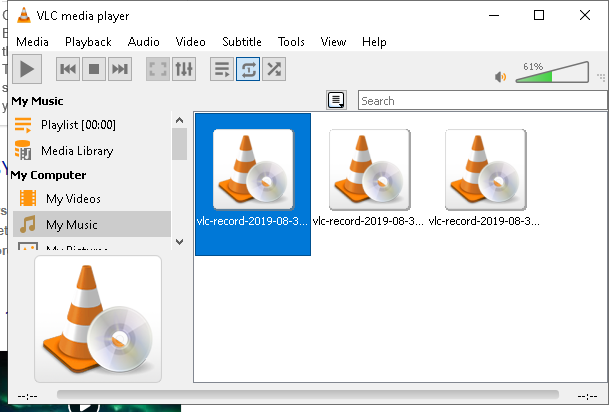 VLC media player
Media Playback Audio Video Subtitle Tools View Help
61%
My Music
Search
Playlist [00:00]
Media Library
My Computer
My Videos
My Music
My Pictures
vlc-record-2019-08-3... vlc-record-2019-08-3... vlc-record-2019-08-3...
--:-- --:--